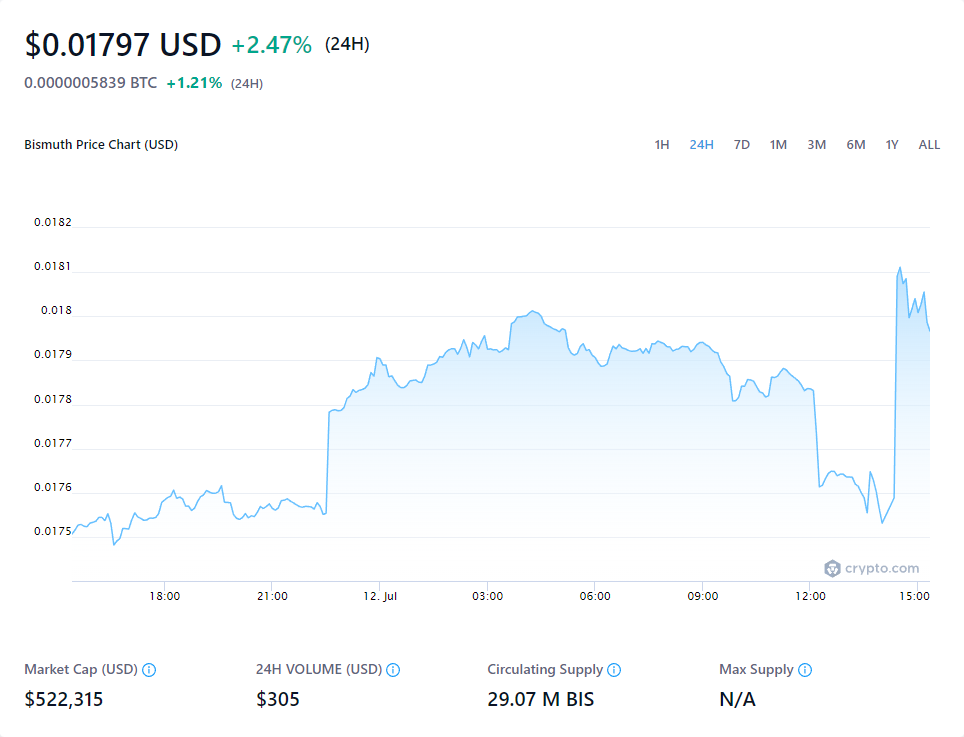 $0.01797 USD +2.47% (24H)
0.0000005839 BTC +1.21% (24H)
Bismuth Price Chart (USD) 1H 24H 7D 1M 3M 6M 1Y ALL
0.0182
0.0181
0.018
0.0179
0.0178
0.0177
0.0176
0.0175
crypto.com
18:00 21:00 12. Jul 03:00 06:00 09:00 12:00 15:00
Market Cap (USD) 24H VOLUME (USD) Circulating Supply Max Supply
$522,315 $305 29.07 M BIS N/A